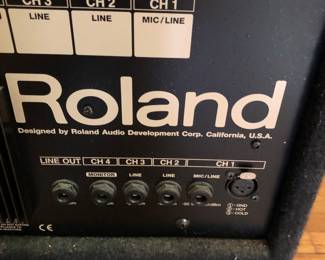 CH 3 CH 2 CH 1
LINE LINE MIC/LINE
Roland
Designed by Roland Audio Development Corp. California, U.S.A.
LINE OUT CH 4 CH 3 CH 2 CH 1
MONITOR LINE LINE MIC/LINE
①=GND
②=HOT
③=COLD
CE